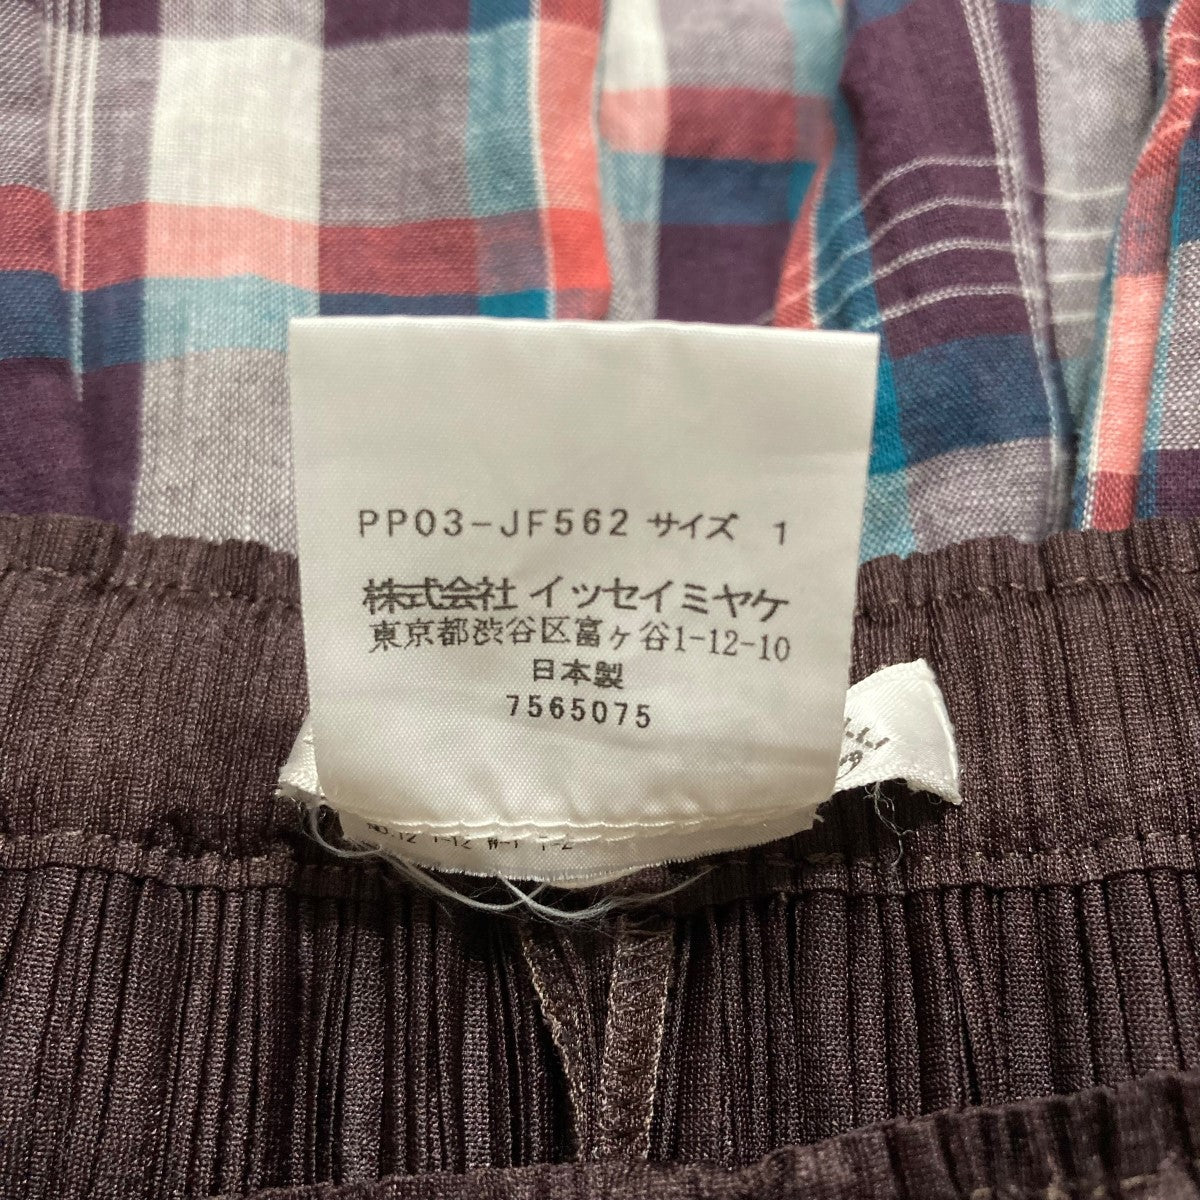 PP03-JF562 サイズ 1
株式会社 イッセイミヤケ
東京都渋谷区富ヶ谷1-12-10
日本製
7565075